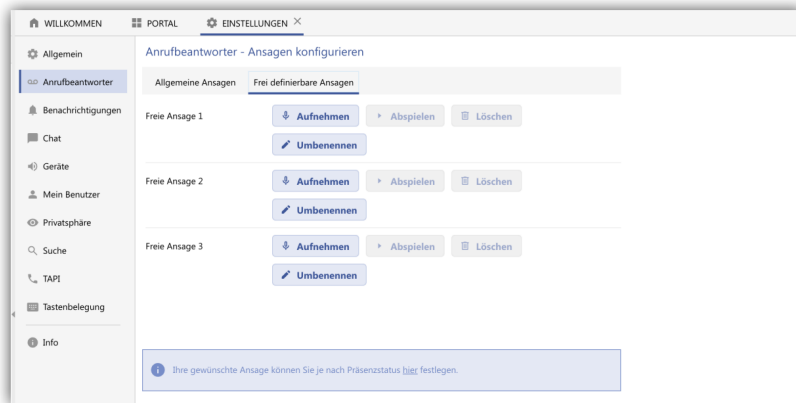 WILLKOMMEN PORTAL EINSTELLUNGEN
Allgemein
Anrufbeantworter
Benachrichtigungen
Chat
Geräte
Mein Benutzer
Privatsphäre
Suche
TAPI
Tastenbelegung
Info
Anrufbeantworter - Ansagen konfigurieren
Allgemeine Ansagen Frei definierbare Ansagen
Freie Ansage 1 Aufnehmen Abspielen Löschen
Umbenennen
Freie Ansage 2 Aufnehmen Abspielen Löschen
Umbenennen
Freie Ansage 3 Aufnehmen Abspielen Löschen
Umbenennen
Ihre gewünschte Ansage können Sie je nach Präsenzstatus hier festlegen.